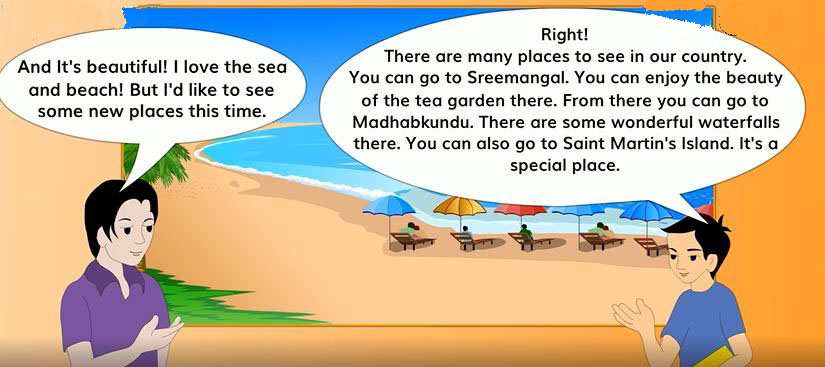 And It's beautiful! I love the sea
and beach! But I'd like to see
some new places this time.
Right!
There are many places to see in our country.
You can go to Sreemangal. You can enjoy the beauty
of the tea garden there. From there you can go to
Madhabkundu. There are some wonderful waterfalls
there. You can also go to Saint Martin's Island. It's a
special place.